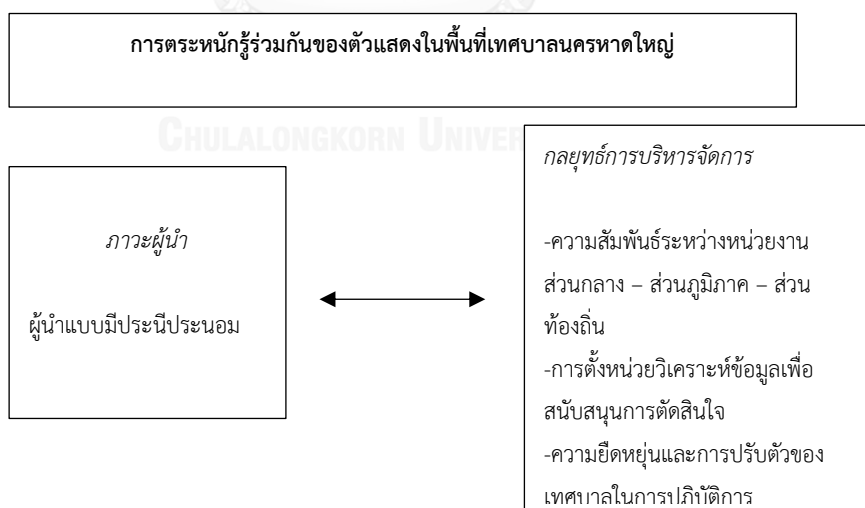 การตระหนักรู้ร่วมกันของตัวแสดงในพื้นที่เทศบาลนครหาดใหญ่
CHULALONGKORN UNIVER
ภาวะผู้นำ
ผู้นำแบบมีประนีประนอม
กลยุทธ์การบริหารจัดการ
-ความสัมพันธ์ระหว่างหน่วยงาน
ส่วนกลาง – ส่วนภูมิภาค – ส่วน
ท้องถิ่น
-การตั้งหน่วยวิเคราะห์ข้อมูลเพื่อ
สนับสนุนการตัดสินใจ
-ความยืดหยุ่นและการปรับตัวของ
เทศบาลในการปฏิบัติการ